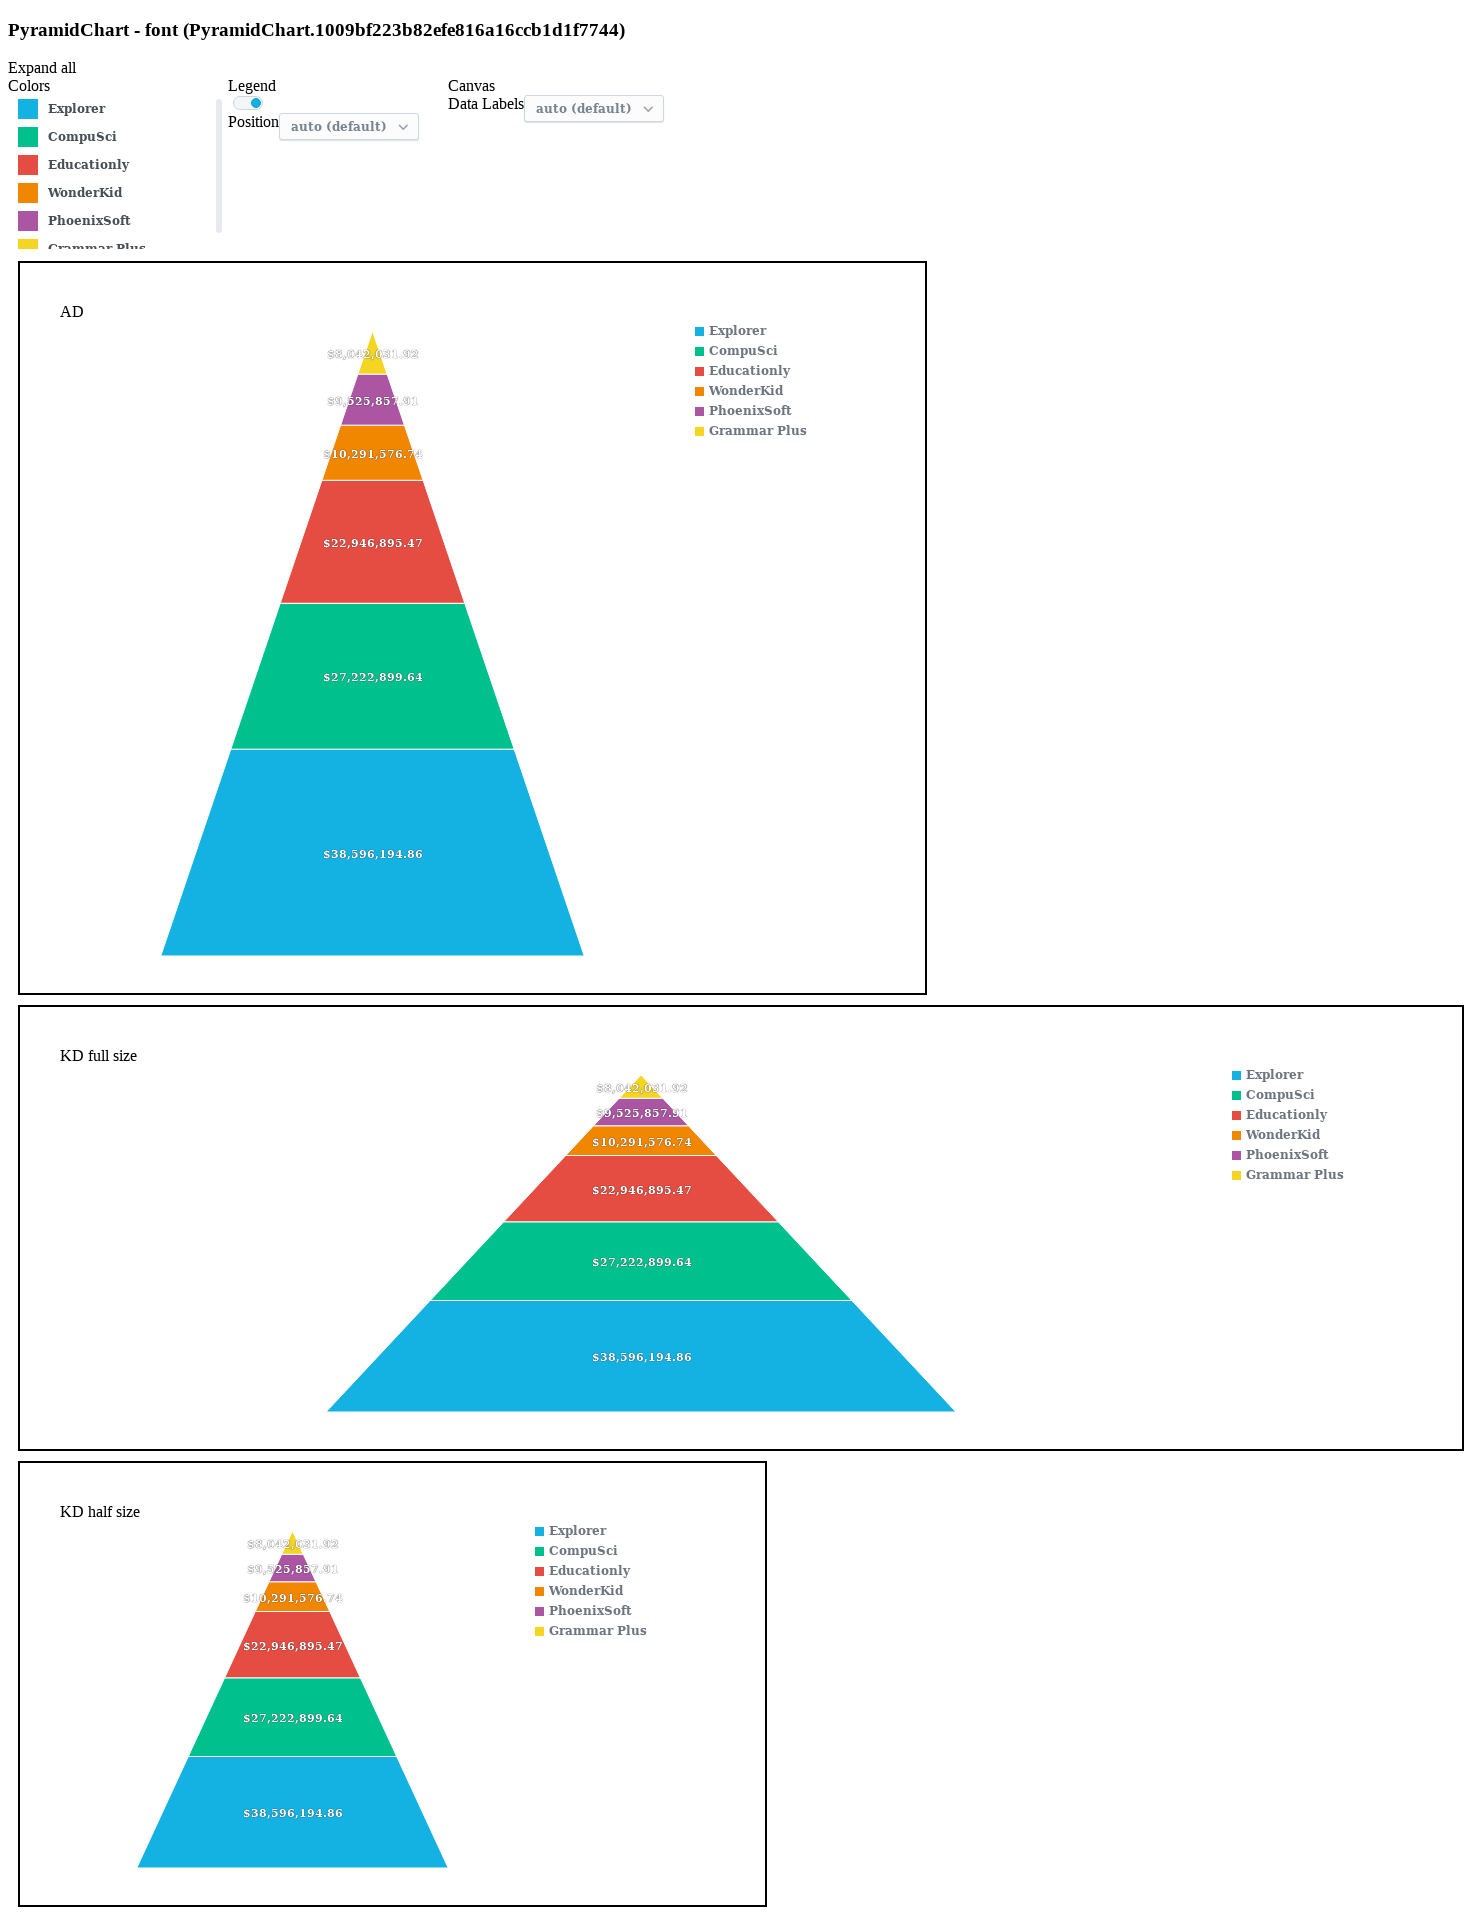 PyramidChart - font (PyramidChart.1009bf223b82efe816a16ccb1d1f7744)
Expand all
Colors
Explorer
CompuSci
Educationly
WonderKid
PhoenixSoft
Grammar Plus
Legend
Position auto (default)
Canvas
Data Labels auto (default)
AD
$8,042,031.92
$9,525,857.91
$10,291,576.74
$22,946,895.47
$27,222,899.64
$38,596,194.86
Explorer
CompuSci
Educationly
WonderKid
PhoenixSoft
Grammar Plus
KD full size
$8,042,031.92
$9,525,857.91
$10,291,576.74
$22,946,895.47
$27,222,899.64
$38,596,194.86
Explorer
CompuSci
Educationly
WonderKid
PhoenixSoft
Grammar Plus
KD half size
$8,042,031.92
$9,525,857.91
$10,291,576.74
$22,946,895.47
$27,222,899.64
$38,596,194.86
Explorer
CompuSci
Educationly
WonderKid
PhoenixSoft
Grammar Plus